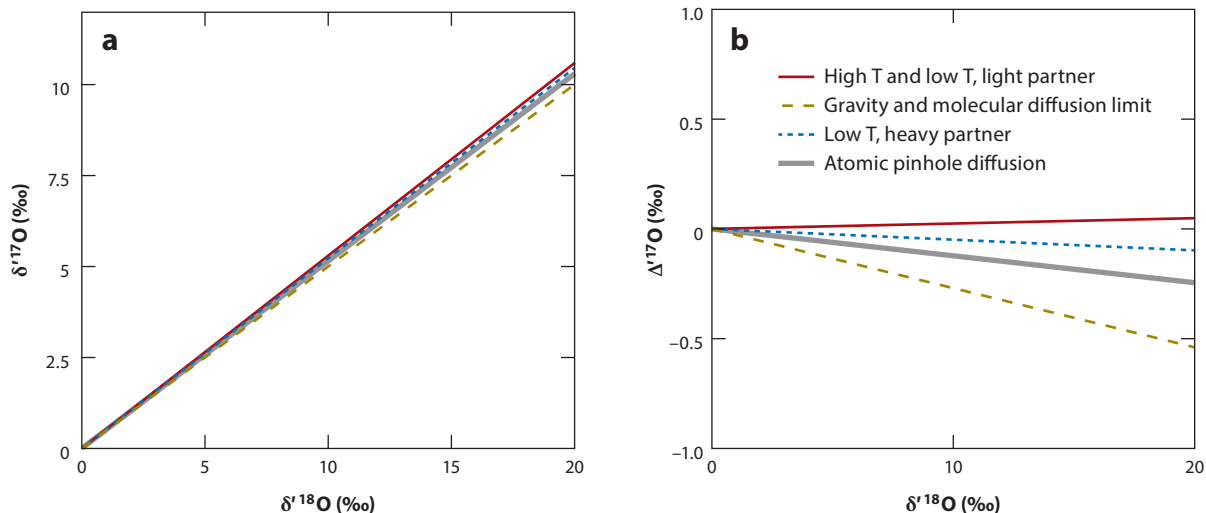 a
10
7.5
5
2.5
0
0
5
10
15
20
δ′¹⁷O (‰)
δ′ ¹⁸O (‰)
b
High T and low T, light partner
Gravity and molecular diffusion limit
Low T, heavy partner
Atomic pinhole diffusion
1.0
0.5
0
−0.5
−1.0
0
10
20
Δ′¹⁷O (‰)
δ′ ¹⁸O (‰)